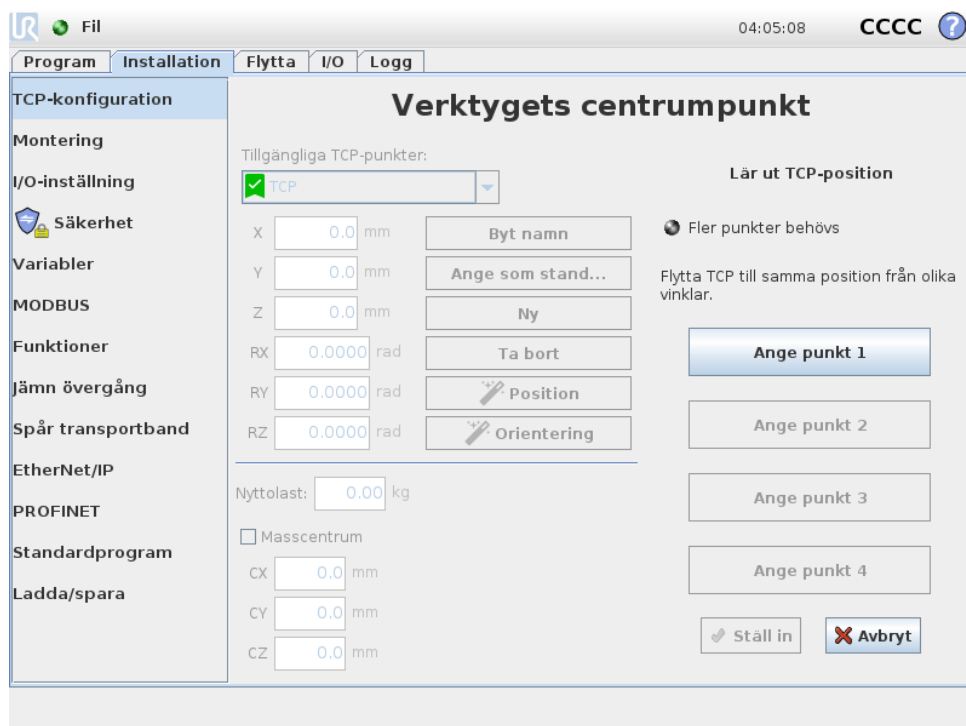 UR Fil 04:05:08 CCCC ?
Program Installation Flytta I/O Logg
TCP-konfiguration
Montering
I/O-inställning
Säkerhet
Variabler
MODBUS
Funktioner
Jämn övergång
Spår transportband
EtherNet/IP
PROFINET
Standardprogram
Ladda/spara
Verktygets centrumpunkt
Tillgängliga TCP-punkter:
TCP
X 0.0 mm Byt namn
Y 0.0 mm Ange som stand...
Z 0.0 mm Ny
RX 0.0000 rad Ta bort
RY 0.0000 rad Position
RZ 0.0000 rad Orientering
Nyttolast: 0.00 kg
Masscentrum
CX 0.0 mm
CY 0.0 mm
CZ 0.0 mm
Lär ut TCP-position
Fler punkter behövs
Flytta TCP till samma position från olika
vinklar.
Ange punkt 1
Ange punkt 2
Ange punkt 3
Ange punkt 4
Ställ in Avbryt